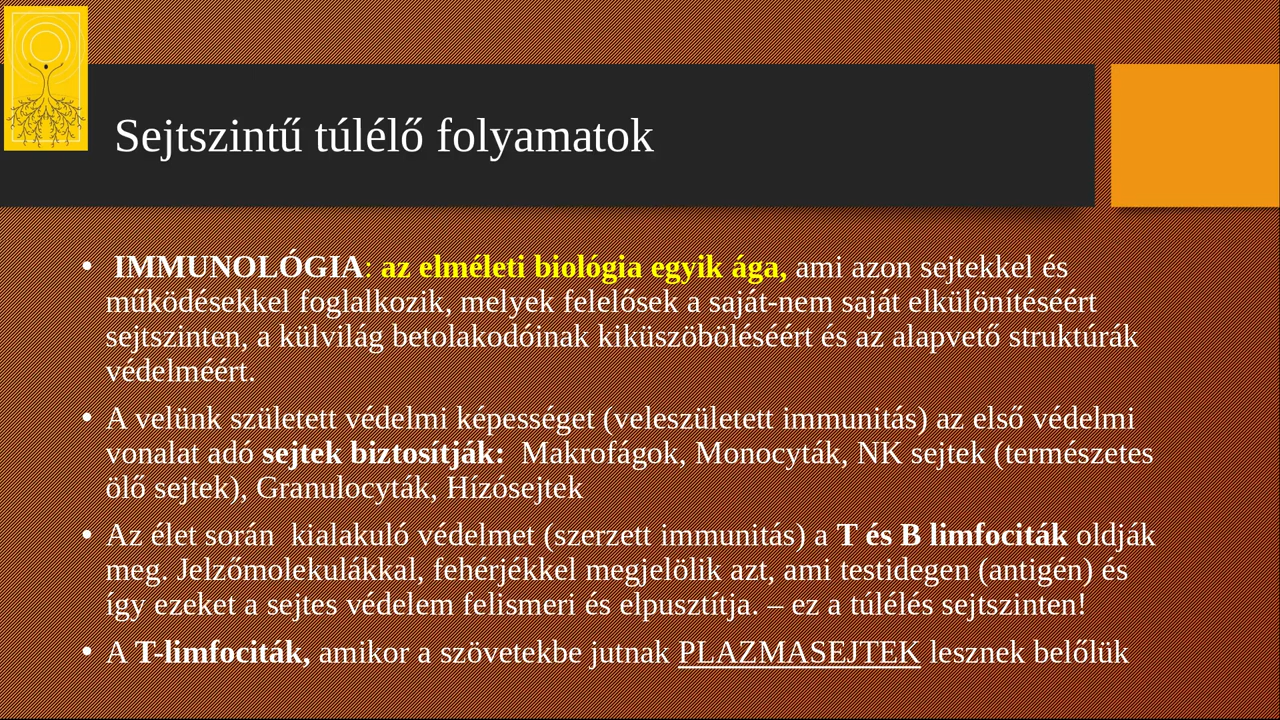 Sejtszintű túlélő folyamatok
• IMMUNOLÓGIA: az elméleti biológia egyik ága, ami azon sejtekkel és
működésekkel foglalkozik, melyek felelősek a saját-nem saját elkülönítéséért
sejtszinten, a külvilág betolakodóinak kiküszöböléséért és az alapvető struktúrák
védelméért.
• A velünk született védelmi képességet (veleszületett immunitás) az első védelmi
vonalat adó sejtek biztosítják:  Makrofágok, Monocyták, NK sejtek (természetes
ölő sejtek), Granulocyták, Hízósejtek
• Az élet során  kialakuló védelmet (szerzett immunitás) a T és B limfociták oldják
meg. Jelzőmolekulákkal, fehérjékkel megjelölik azt, ami testidegen (antigén) és
így ezeket a sejtes védelem felismeri és elpusztítja. – ez a túlélés sejtszinten!
• A T-limfociták, amikor a szövetekbe jutnak PLAZMASEJTEK lesznek belőlük